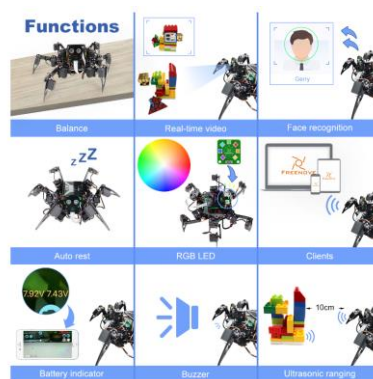 Functions
Balance
Real-time video
Gerry
Face recognition
zzZ
Auto rest
RGB LED
FREENOVE
Clients
7.92V 7.43V
Battery indicator
Buzzer
10cm
Ultrasonic ranging